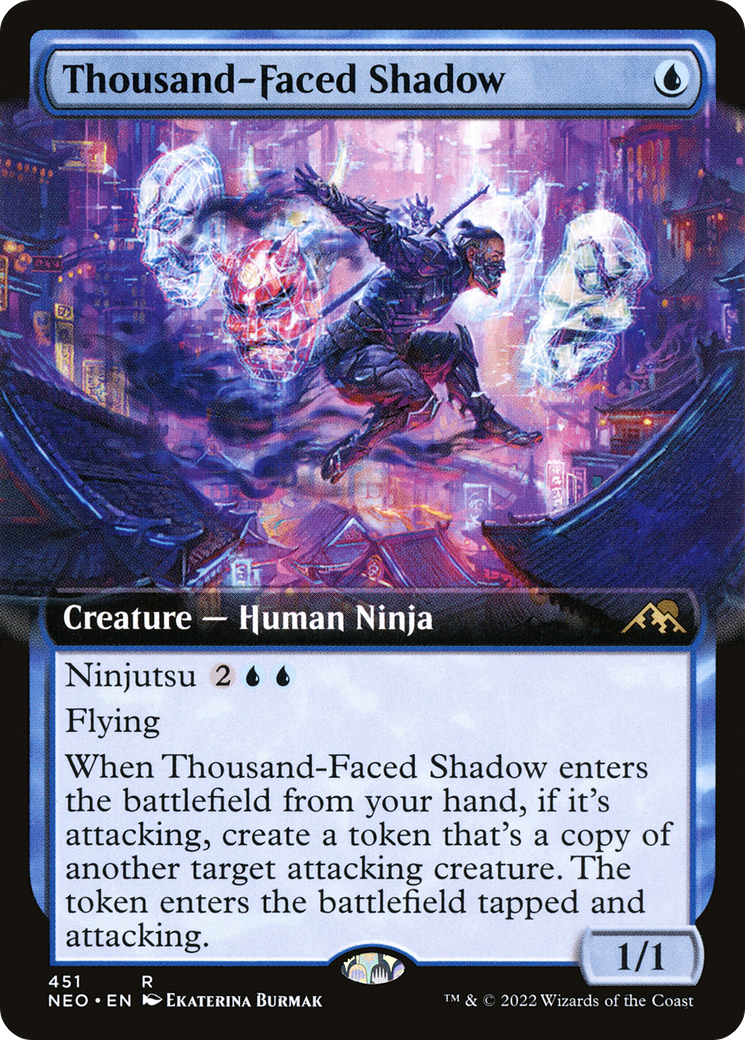 Thousand-Faced Shadow
Creature — Human Ninja
Ninjutsu 2
Flying
When Thousand-Faced Shadow enters
the battlefield from your hand, if it's
attacking, create a token that's a copy of
another target attacking creature. The
token enters the battlefield tapped and
attacking.
1/1
451 R
NEO • EN Ekaterina Burmak
™ & © 2022 Wizards of the Coast